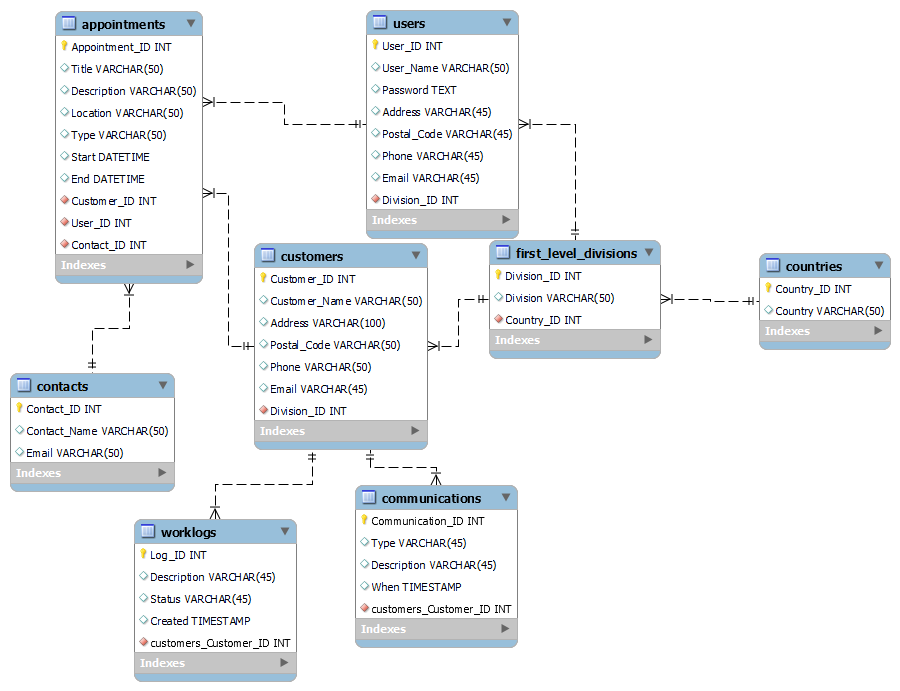 appointments
Appointment_ID INT
Title VARCHAR(50)
Description VARCHAR(50)
Location VARCHAR(50)
Type VARCHAR(50)
Start DATETIME
End DATETIME
Customer_ID INT
User_ID INT
Contact_ID INT
Indexes
users
User_ID INT
User_Name VARCHAR(50)
Password TEXT
Address VARCHAR(45)
Postal_Code VARCHAR(45)
Phone VARCHAR(45)
Email VARCHAR(45)
Division_ID INT
Indexes
customers
Customer_ID INT
Customer_Name VARCHAR(50)
Address VARCHAR(100)
Postal_Code VARCHAR(50)
Phone VARCHAR(50)
Email VARCHAR(45)
Division_ID INT
Indexes
first_level_divisions
Division_ID INT
Division VARCHAR(50)
Country_ID INT
Indexes
countries
Country_ID INT
Country VARCHAR(50)
Indexes
contacts
Contact_ID INT
Contact_Name VARCHAR(50)
Email VARCHAR(50)
Indexes
worklogs
Log_ID INT
Description VARCHAR(45)
Status VARCHAR(45)
Created TIMESTAMP
customers_Customer_ID INT
Indexes
communications
Communication_ID INT
Type VARCHAR(45)
Description VARCHAR(45)
When TIMESTAMP
customers_Customer_ID INT
Indexes